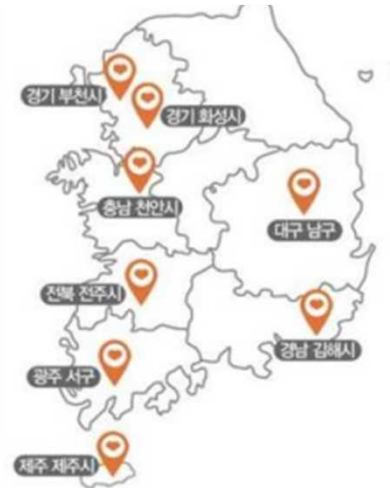 경기 부천시
경기 화성시
충남 천안시
대구 남구
전북 전주시
경남 김해시
광주 서구
제주 제주시